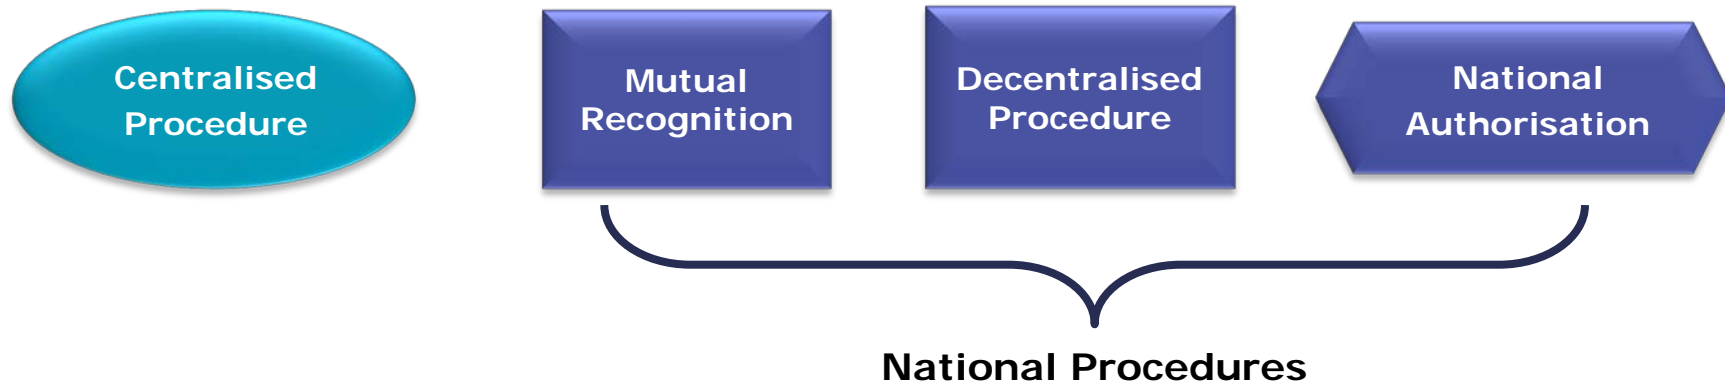 Centralised
Procedure
Mutual
Recognition
Decentralised
Procedure
National
Authorisation
National Procedures